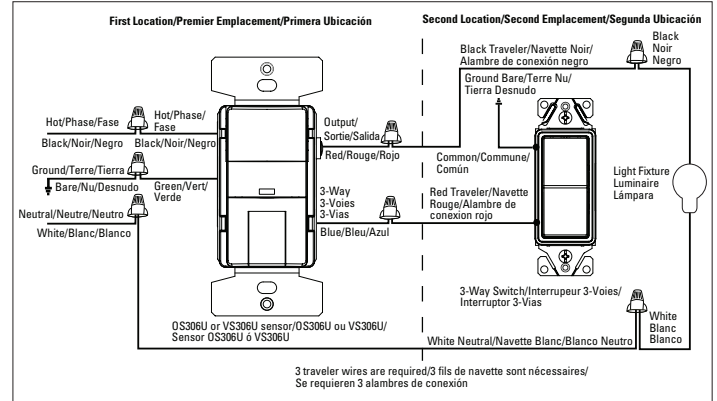 First Location/Premier Emplacement/Primera Ubicación
Second Location/Second Emplacement/Segunda Ubicación
Black Traveler/Navette Noir/
Alambre de conexión negro
Black
Noir
Negro
Ground Bare/Terre Nu/
Tierra Desnudo
Hot/Phase/Fase
Black/Noir/Negro
Hot/Phase/
Fase
Black/Noir/Negro
Output/
Sortie/Salida
Red/Rouge/Rojo
Ground/Terre/Tierra
Bare/Nu/Desnudo
Green/Vert/
Verde
Common/Commune/
Común
Light Fixture
Luminaire
Lámpara
Neutral/Neutre/Neutro
White/Blanc/Blanco
3-Way
3-Voies
3-Vias
Blue/Bleu/Azul
Red Traveler/Navette
Rouge/Alambre de
conexion rojo
3-Way Switch/Interrupeur 3-Voies/
Interruptor 3-Vias
OS306U or VS306U sensor/OS306U ou VS306U/
Sensor OS306U ó VS306U
White Neutral/Navette Blanc/Blanco Neutro
White
Blanc
Blanco
3 traveler wires are required/3 fils de navette sont nécessaires/
Se requieren 3 alambres de conexión